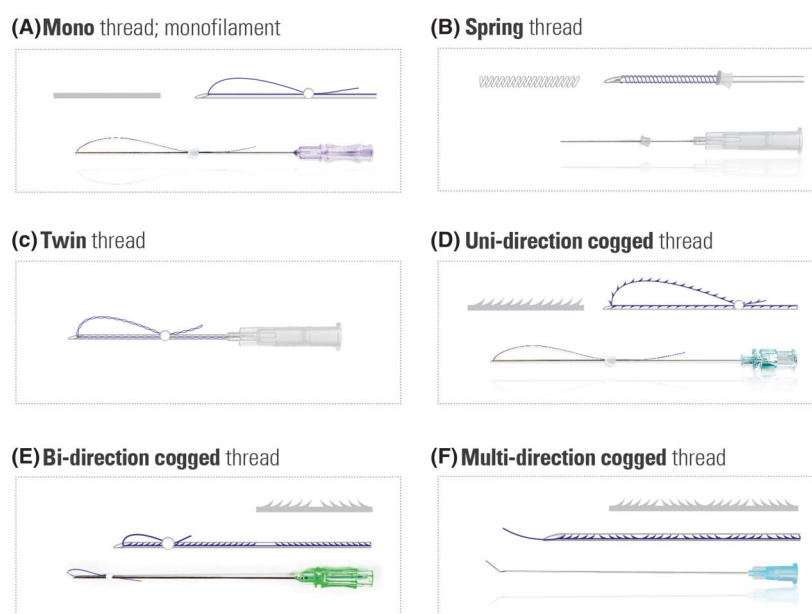 (A) Mono thread; monofilament
(B) Spring thread
(c) Twin thread
(D) Uni-direction cogged thread
(E) Bi-direction cogged thread
(F) Multi-direction cogged thread